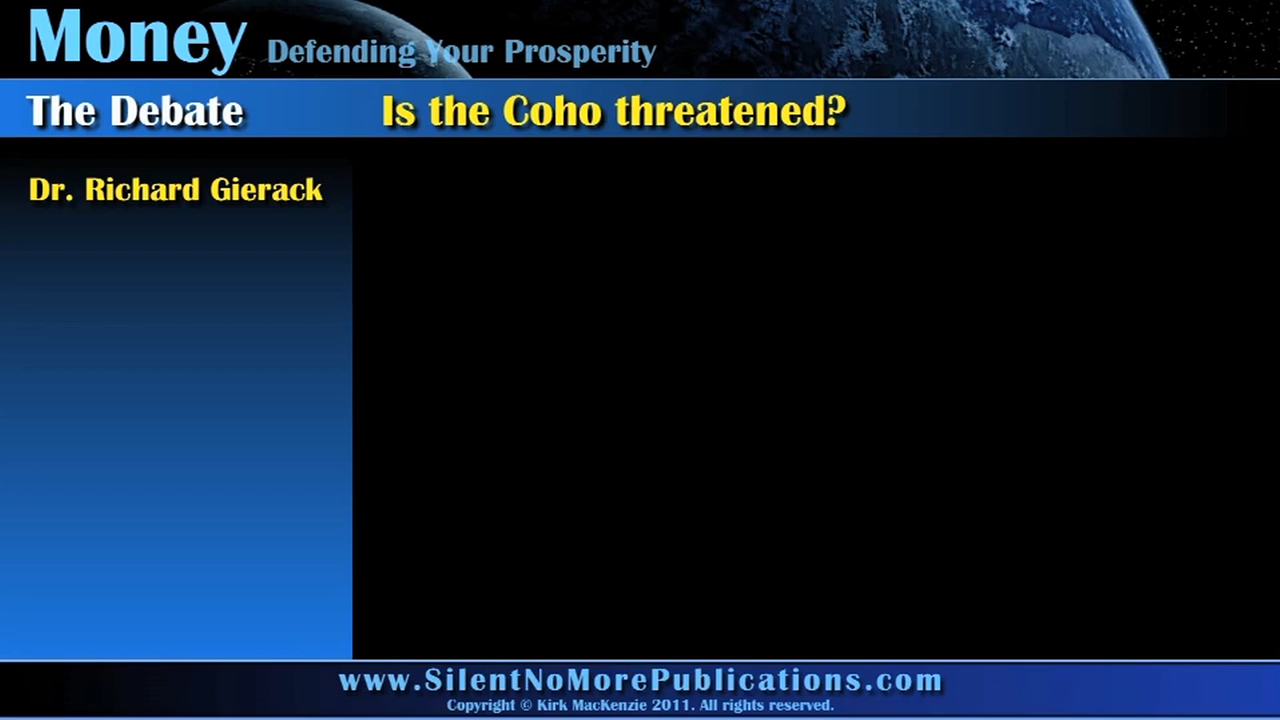 Money Defending Your Prosperity
The Debate Is the Coho threatened?
Dr. Richard Gierack
www.SilentNoMorePublications.com
Copyright © Kirk MacKenzie 2011. All rights reserved.